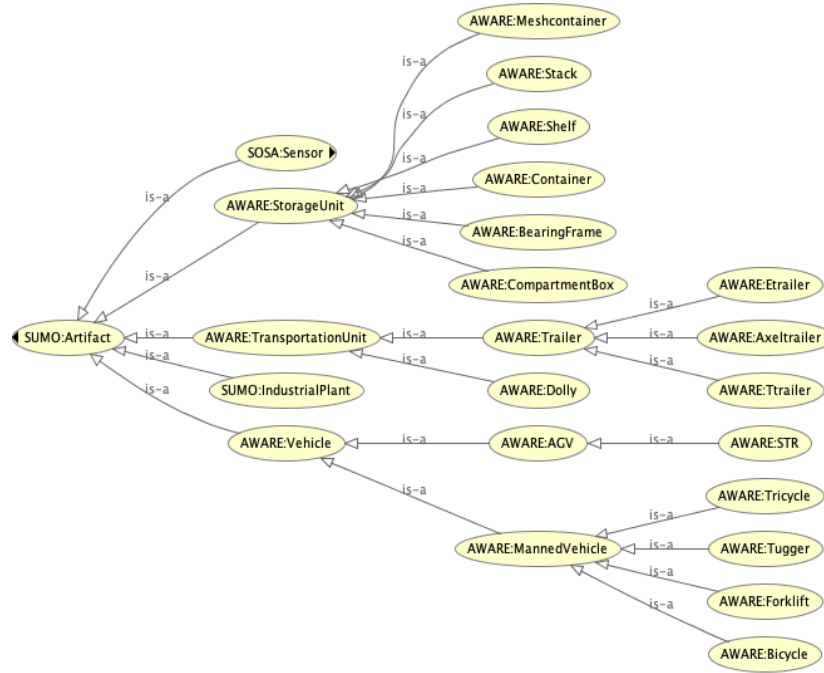 AWARE:Meshcontainer
is-a
AWARE:Stack
is-a
AWARE:Shelf
SOSA:Sensor
is-a
AWARE:Container
is-a
is-a
AWARE:StorageUnit
is-a
AWARE:BearingFrame
is-a
is-a
AWARE:CompartmentBox
AWARE:Etrailer
is-a
SUMO:Artifact
is-a
AWARE:TransportationUnit
is-a
AWARE:Trailer
is-a
AWARE:Axeltrailer
is-a
is-a
is-a
SUMO:IndustrialPlant
AWARE:Dolly
AWARE:Ttrailer
is-a
AWARE:Vehicle
is-a
AWARE:AGV
is-a
AWARE:STR
is-a
AWARE:Tricycle
is-a
AWARE:MannedVehicle
is-a
AWARE:Tugger
is-a
AWARE:Forklift
is-a
AWARE:Bicycle